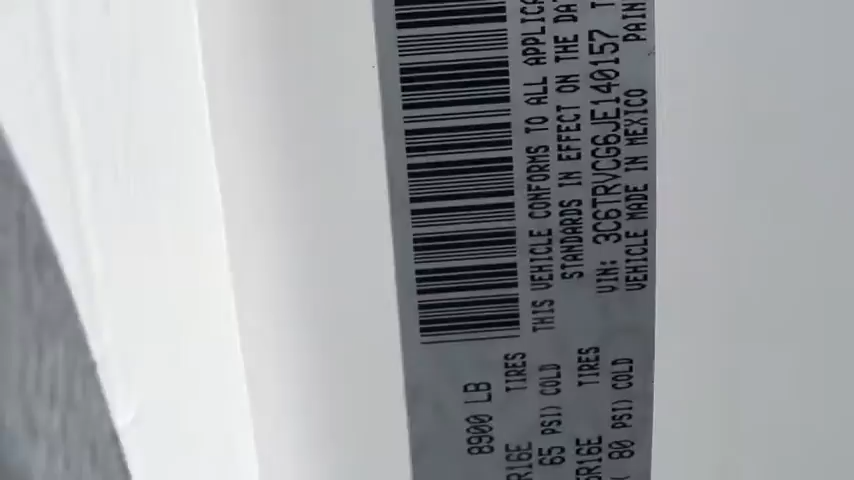 8900 LB
R16E TIRES
65 PSI) COLD
5R16E TIRES
80 PSI) COLD
THIS VEHICLE CONFORMS TO ALL APPLICA
STANDARDS IN EFFECT ON THE DA
VIN: 3C6TRVCG6JE140157 T
VEHICLE MADE IN MEXICO PAIN